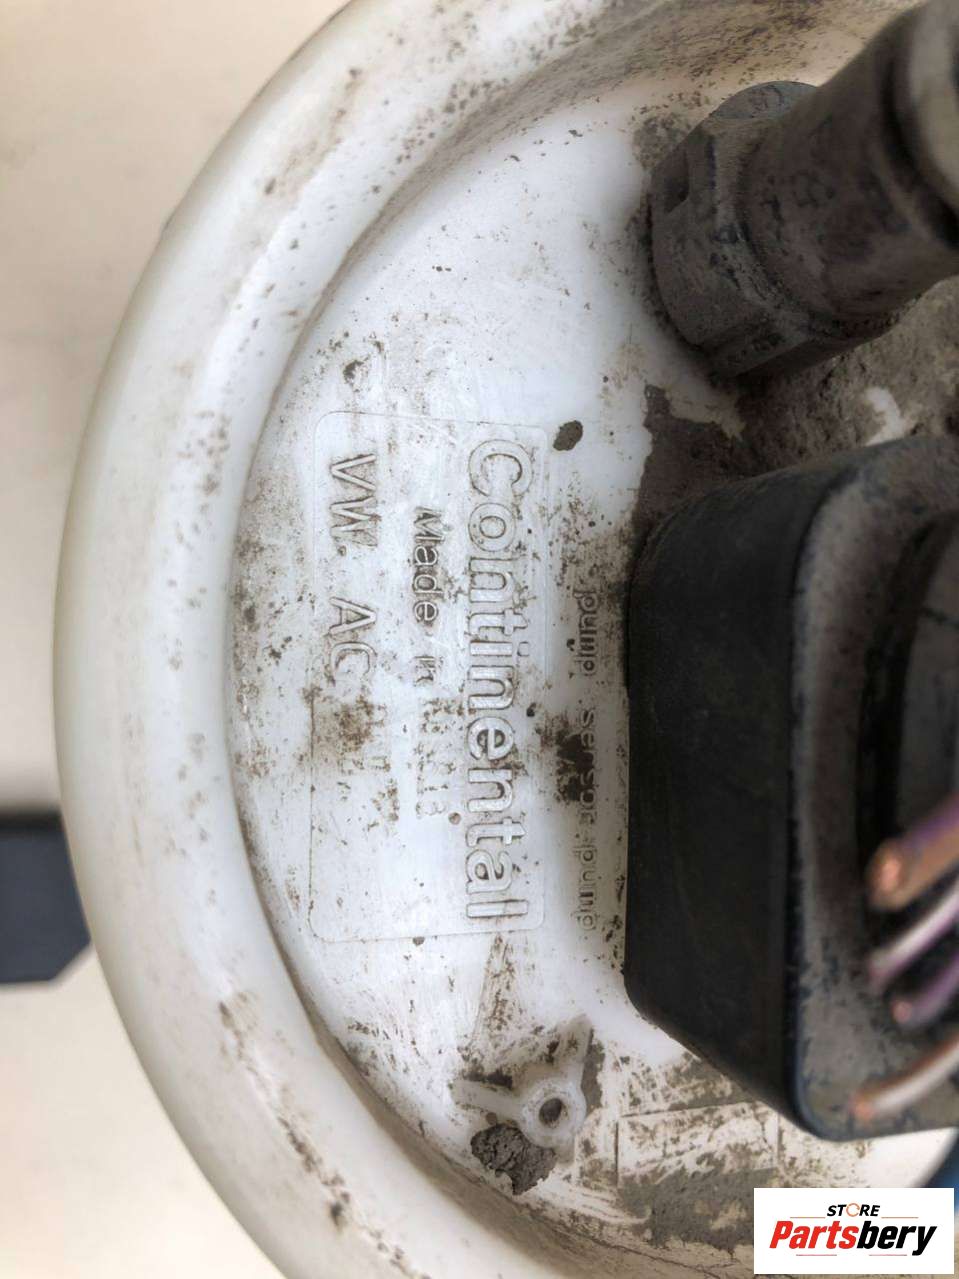 pump. sensor. pump
Continental
Made in
VW. AG
STORE
Partsbery